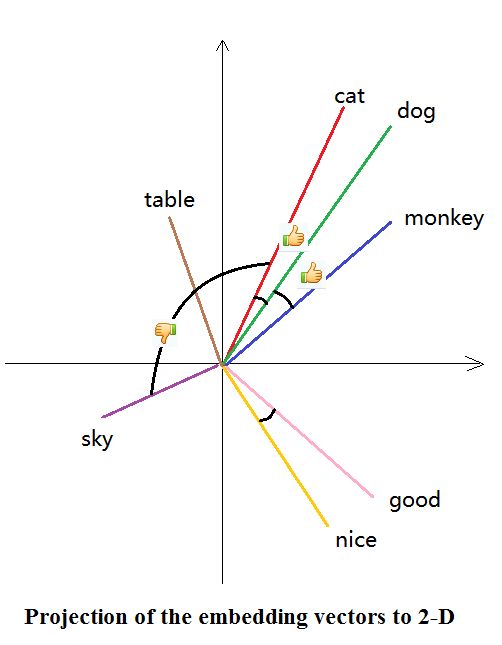 cat
dog
table
monkey
sky
good
nice
Projection of the embedding vectors to 2-D